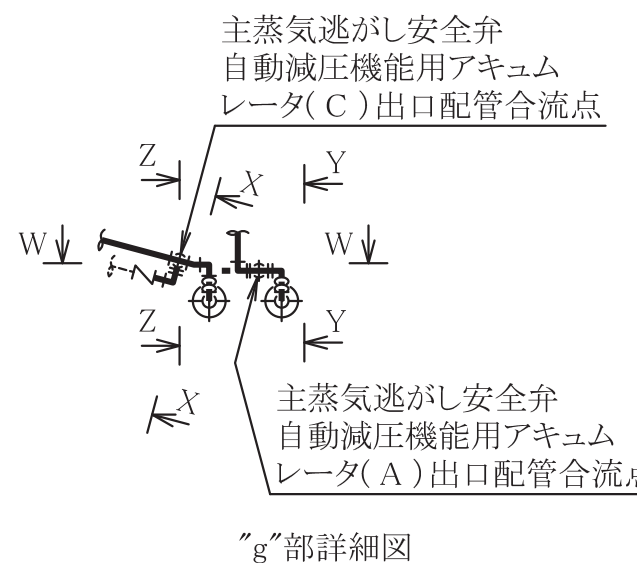 主蒸気逃がし安全弁
自動減圧機能用アキュム
レータ(C)出口配管合流点
Z
X
Y
W
W
Z
Y
X
主蒸気逃がし安全弁
自動減圧機能用アキュム
レータ(A)出口配管合流点
"g"部詳細図